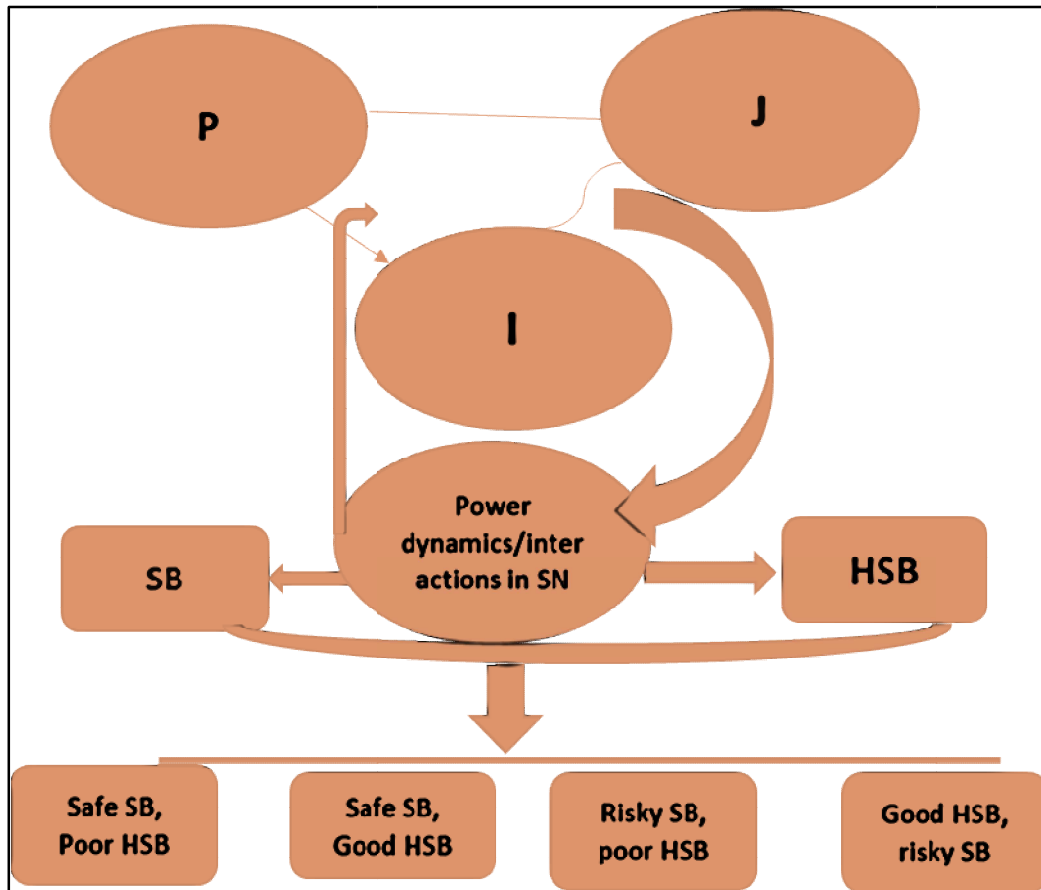 P
J
I
Power
dynamics/inter
actions in SN
SB
HSB
Safe SB,
Poor HSB
Safe SB,
Good HSB
Risky SB,
poor HSB
Good HSB,
risky SB